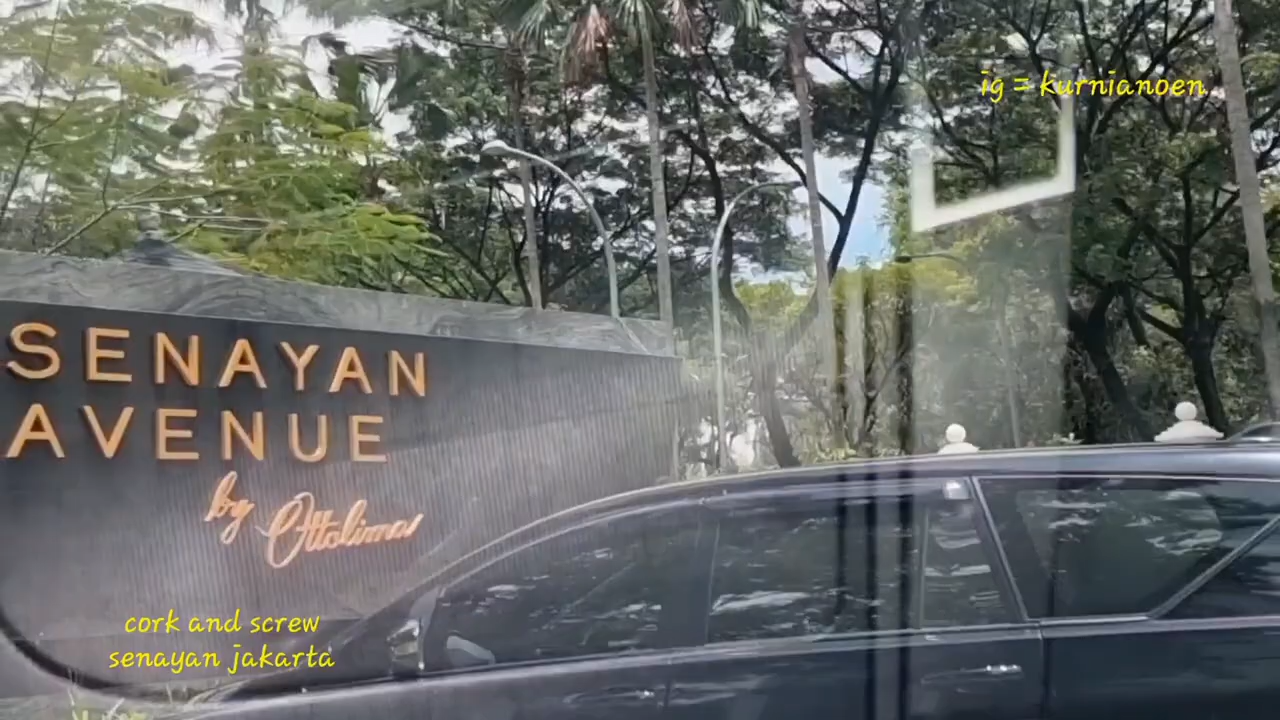 ig = kurnianoen
SENAYAN
AVENUE
by Ottolima
cork and screw
senayan jakarta